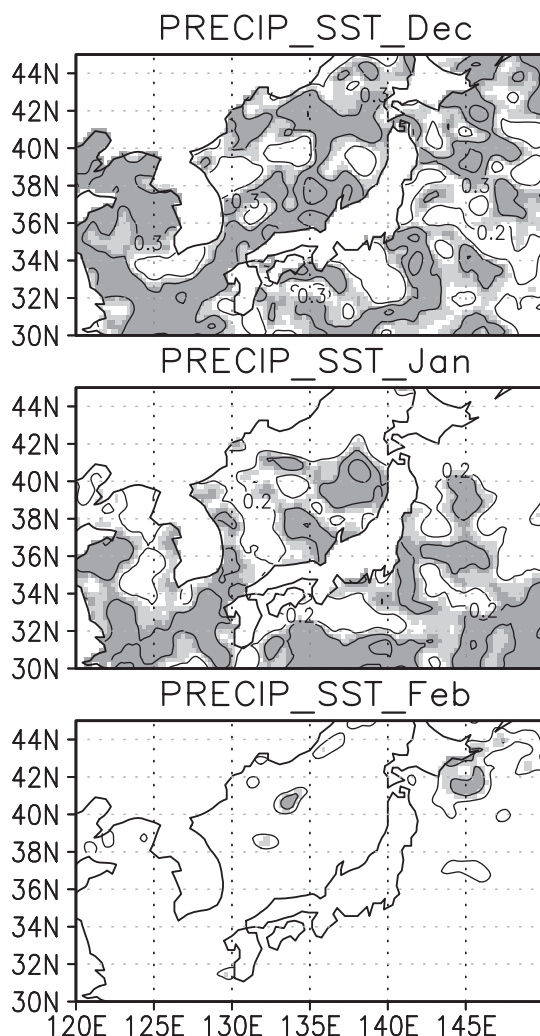 PRECIP_SST_Dec
44N
42N
0.3
40N
38N
0.3
0.3
36N
0.3
0.2
34N
32N
0.3
30N
PRECIP_SST_Jan
44N
42N
0.2
40N
0.2
38N
36N
34N
0.2
0.2
32N
30N
PRECIP_SST_Feb
44N
42N
40N
38N
36N
34N
32N
30N
120E 125E 130E 135E 140E 145E